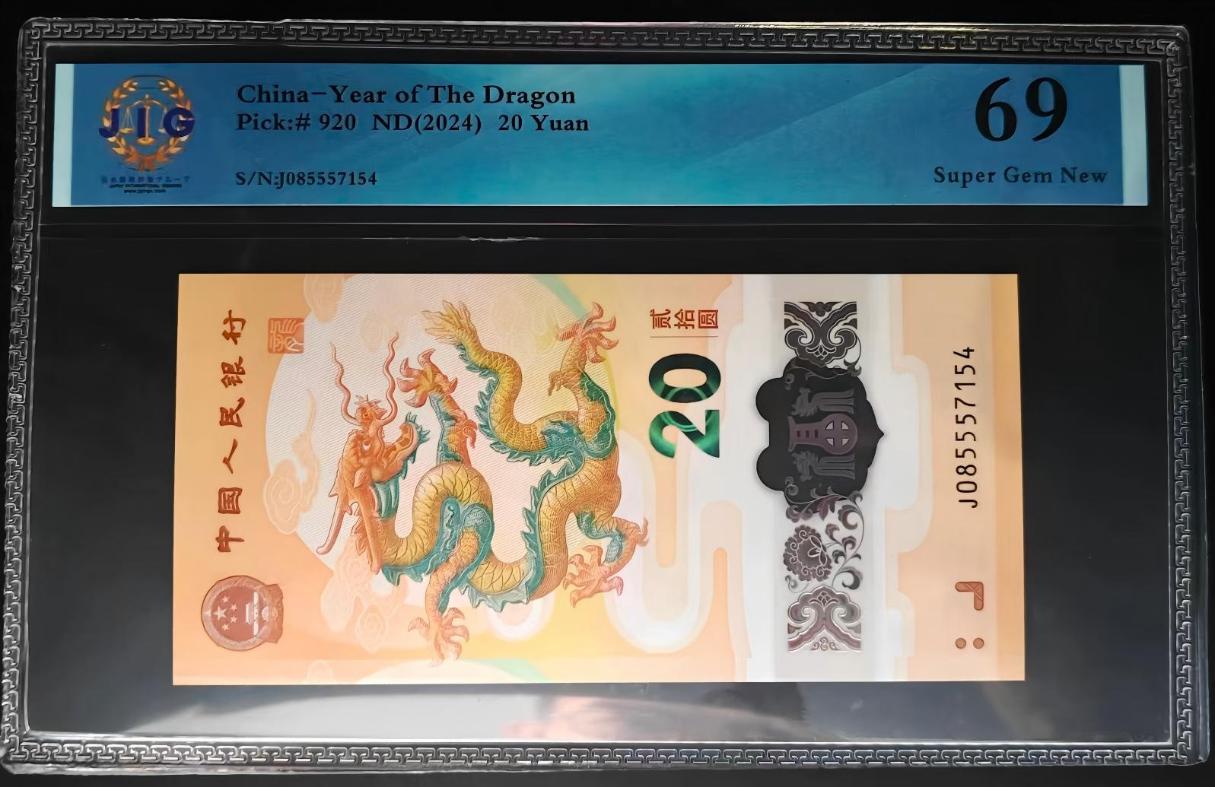 JIG
China-Year of The Dragon
Pick:# 920 ND(2024) 20 Yuan
S/N:J085557154
69
Super Gem New
中国人民银行
贰拾圆
20
J085557154